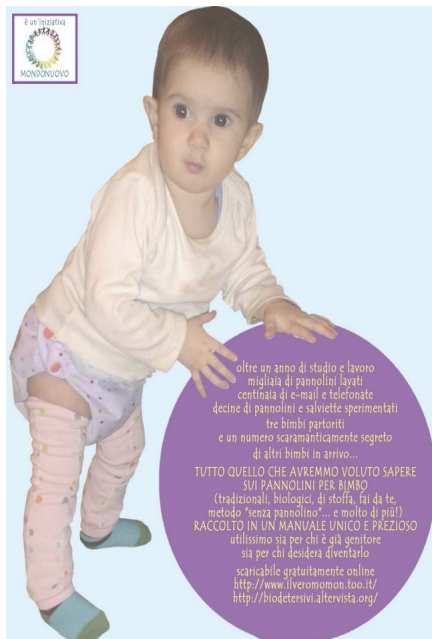 è un'iniziativa
MONDONUOVO
oltre un anno di studio e lavoro
migliaia di pannolini lavati
centinaia di e-mail e telefonate
decine di pannolini e salviette sperimentati
tre bimbi partoriti
e un numero scaramanticamente segreto
di altri bimbi in arrivo...
TUTTO QUELLO CHE AVREMMO VOLUTO SAPERE
SUI PANNOLINI PER BIMBO
(tradizionali, biologici, di stoffa, fai da te,
metodo "senza pannolino"... e molto di più!)
RACCOLTO IN UN MANUALE UNICO E PREZIOSO
utilissimo sia per chi è già genitore
sia per chi desidera diventarlo
scaricabile gratuitamente online
http://www.ilveromomon.too.it/
http://biodetersivi.altervista.org/